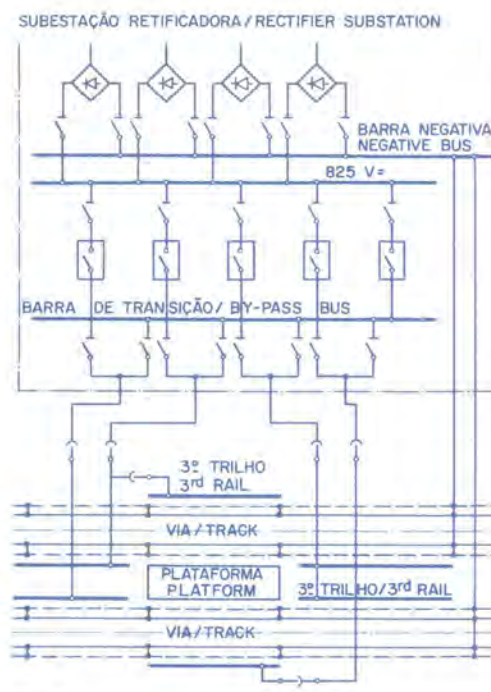 SUBESTAÇÃO RETIFICADORA/RECTIFIER SUBSTATION
BARRA NEGATIVA
NEGATIVE BUS
825 V=
BARRA DE TRANSIÇÃO/BY-PASS BUS
3º TRILHO
3rd RAIL
VIA/TRACK
PLATAFORMA
PLATFORM
3º TRILHO/3rd RAIL
VIA/TRACK